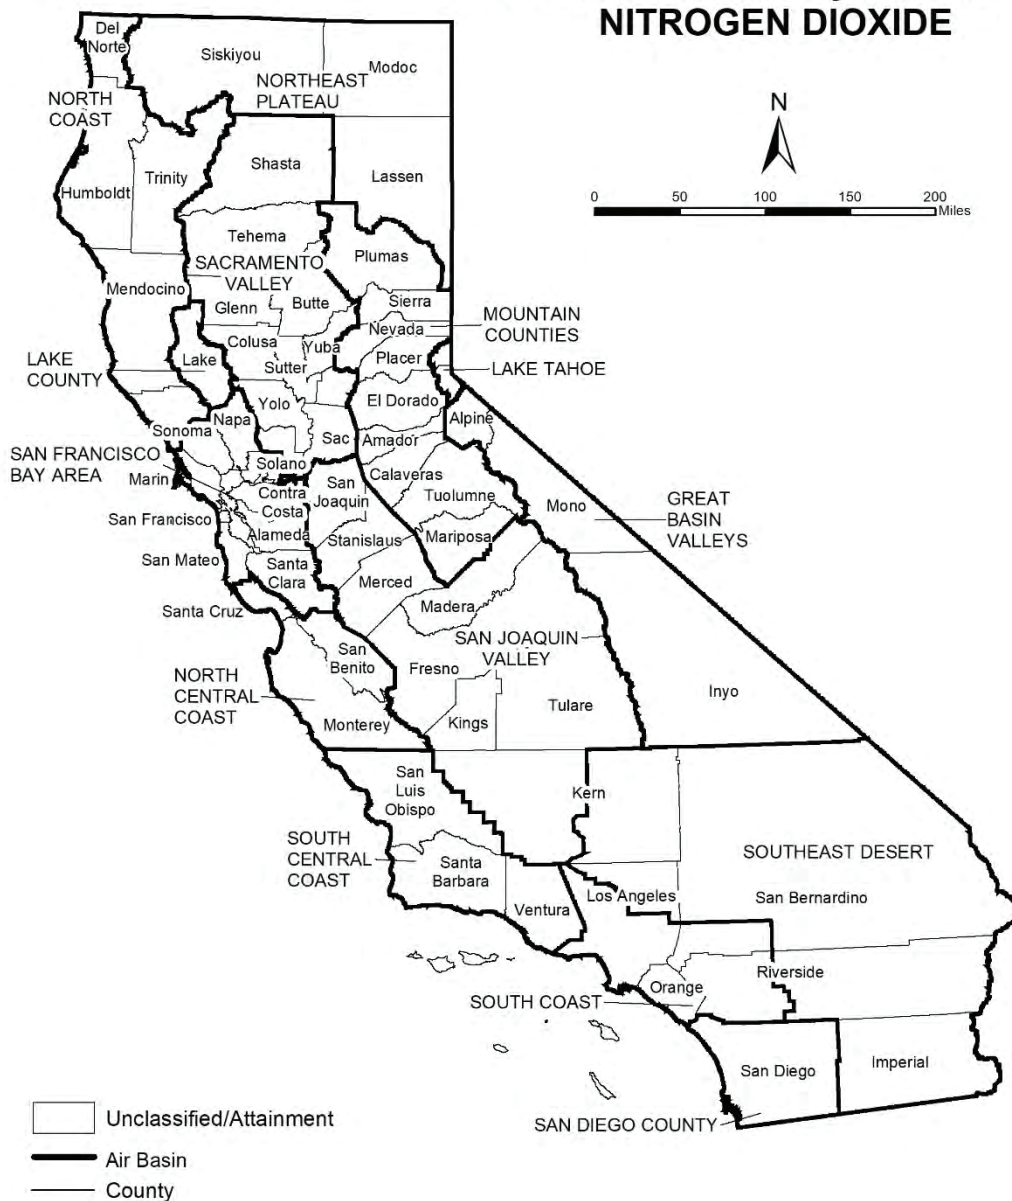 NITROGEN DIOXIDE
N
0 50 100 150 200
Miles
Del
Norte
Siskiyou
Modoc
NORTHEAST
PLATEAU
NORTH
COAST
Humboldt
Trinity
Shasta
Lassen
Tehema
Plumas
SACRAMENTO
VALLEY
Mendocino
Glenn
Butte
Sierra
MOUNTAIN
COUNTIES
Nevada
Colusa
Yuba
Sutter
Placer
LAKE TAHOE
LAKE
COUNTY
Lake
El Dorado
Alpine
Yolo
Napa
Sonoma
Sac
Amador
SAN FRANCISCO
BAY AREA
Solano
Calaveras
Marin
Contra
Costa
San
Joaquin
Tuolumne
Mono
GREAT
BASIN
VALLEYS
San Francisco
Alameda
Stanislaus
Mariposa
San Mateo
Santa
Clara
Merced
Madera
Santa Cruz
San
Benito
SAN JOAQUIN
VALLEY
Fresno
NORTH
CENTRAL
COAST
Monterey
Kings
Tulare
Inyo
San
Luis
Obispo
Kern
SOUTH
CENTRAL
COAST
Santa
Barbara
SOUTHEAST DESERT
Ventura
Los Angeles
San Bernardino
Riverside
Orange
SOUTH COAST
San Diego
Imperial
SAN DIEGO COUNTY
Unclassified/Attainment
Air Basin
County